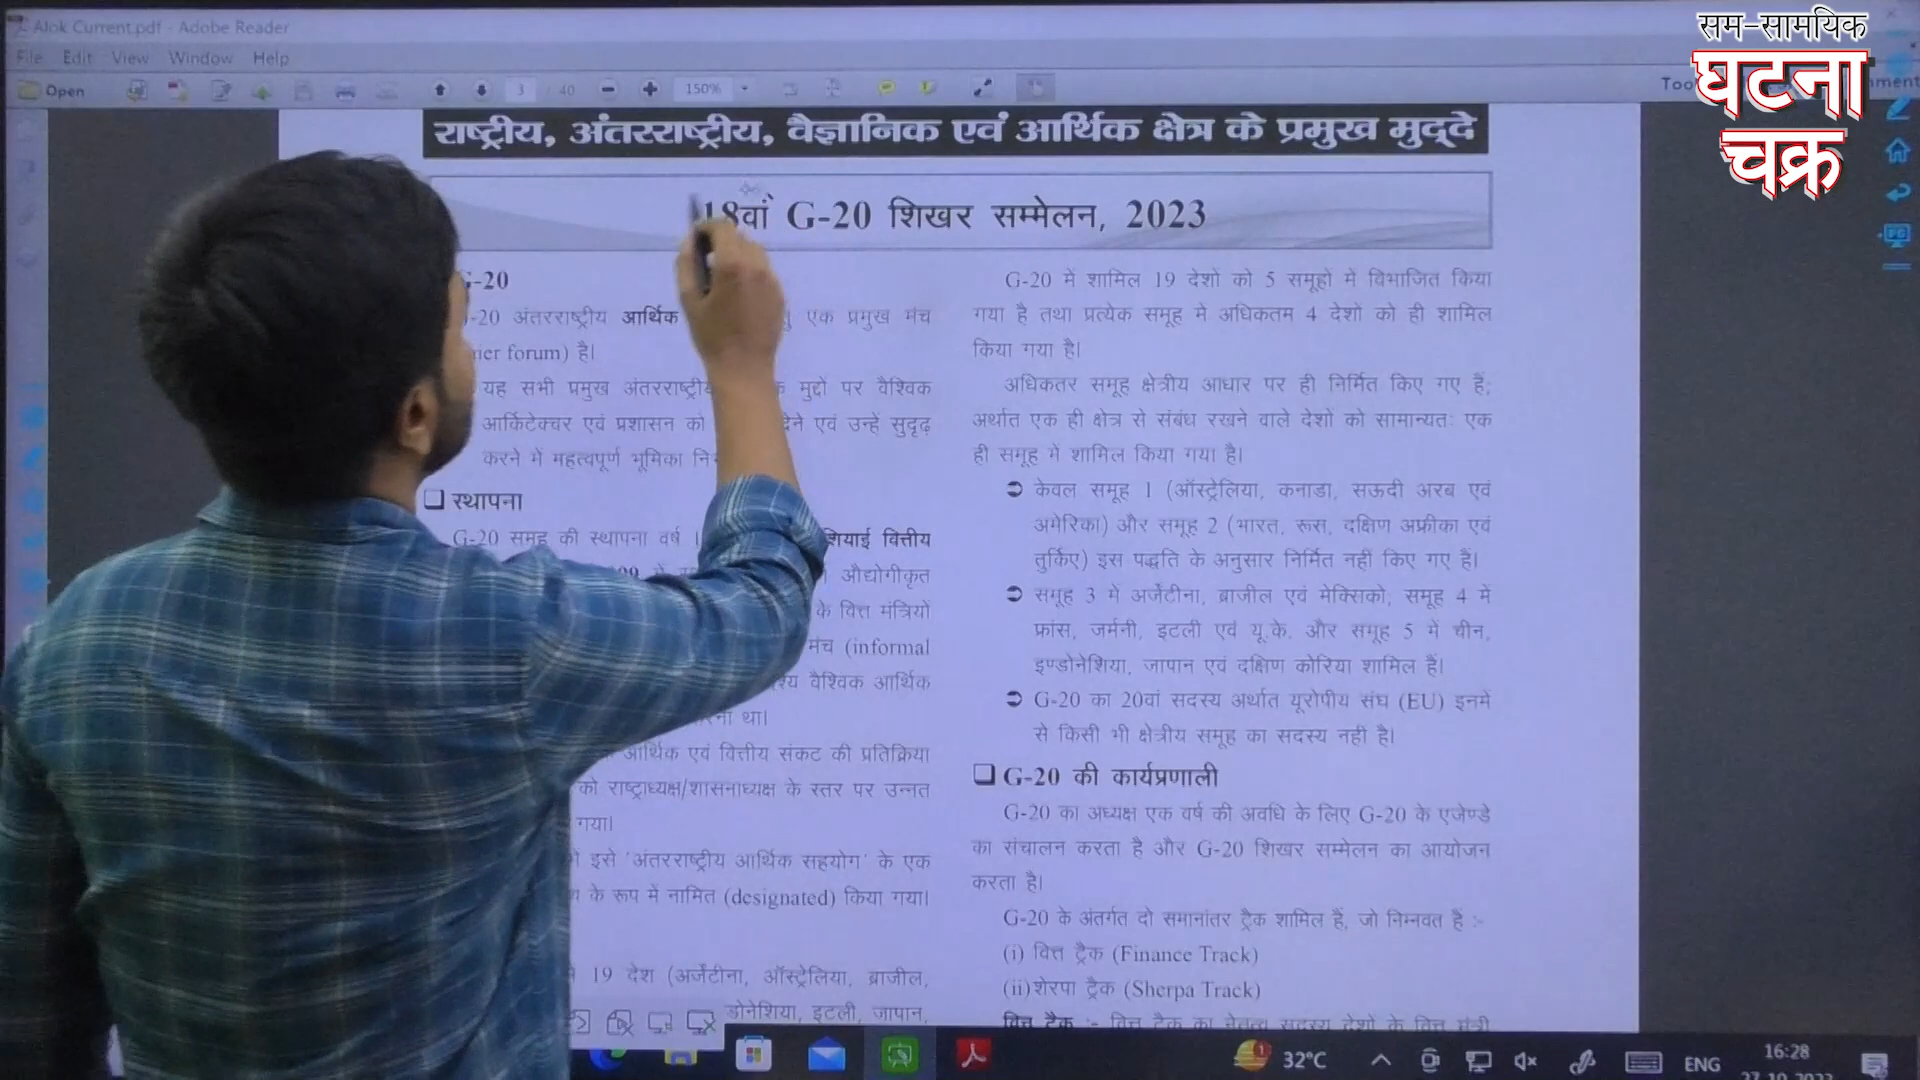 Alok Current.pdf - Adobe Reader
File Edit View Window Help
Open 3 / 40 150%
सम-सामयिक
घटना
चक्र
राष्ट्रीय, अंतरराष्ट्रीय, वैज्ञानिक एवं आर्थिक क्षेत्र के प्रमुख मुद्दे
18वां G-20 शिखर सम्मेलन, 2023
G-20
-20 अंतरराष्ट्रीय आर्थिक एक प्रमुख मंच
forum) है।
यह सभी प्रमुख अंतरराष्ट्रीय मुद्दों पर वैश्विक
आर्किटेक्चर एवं प्रशासन को देने एवं उन्हें सुदृढ़
करने में महत्वपूर्ण भूमिका
❑ स्थापना
G-20 समूह की स्थापना वर्ष वित्तीय
में औद्योगीकृत
के वित्त मंत्रियों
मंच (informal
वैश्विक आर्थिक
था।
आर्थिक एवं वित्तीय संकट की प्रतिक्रिया
को राष्ट्राध्यक्ष/शासनाध्यक्ष के स्तर पर उन्नत
गया।
इसे 'अंतरराष्ट्रीय आर्थिक सहयोग' के एक
के रूप में नामित (designated) किया गया।
19 देश (अर्जेंटीना, ऑस्ट्रेलिया, ब्राजील,
डोनेशिया, इटली, जापान,
G-20 में शामिल 19 देशों को 5 समूहों में विभाजित किया
गया है तथा प्रत्येक समूह में अधिकतम 4 देशों को ही शामिल
किया गया है।
अधिकतर समूह क्षेत्रीय आधार पर ही निर्मित किए गए हैं;
अर्थात एक ही क्षेत्र से संबंध रखने वाले देशों को सामान्यतः एक
ही समूह में शामिल किया गया है।
➲ केवल समूह 1 (ऑस्ट्रेलिया, कनाडा, सऊदी अरब एवं
अमेरिका) और समूह 2 (भारत, रूस, दक्षिण अफ्रीका एवं
तुर्किए) इस पद्धति के अनुसार निर्मित नहीं किए गए हैं।
➲ समूह 3 में अर्जेंटीना, ब्राजील एवं मेक्सिको; समूह 4 में
फ्रांस, जर्मनी, इटली एवं यू.के. और समूह 5 में चीन,
इण्डोनेशिया, जापान एवं दक्षिण कोरिया शामिल हैं।
➲ G-20 का 20वां सदस्य अर्थात यूरोपीय संघ (EU) इनमें
से किसी भी क्षेत्रीय समूह का सदस्य नहीं है।
❑ G-20 की कार्यप्रणाली
G-20 का अध्यक्ष एक वर्ष की अवधि के लिए G-20 के एजेण्डे
का संचालन करता है और G-20 शिखर सम्मेलन का आयोजन
करता है।
G-20 के अंतर्गत दो समानांतर ट्रैक शामिल हैं, जो निम्नवत हैं :-
(i) वित्त ट्रैक (Finance Track)
(ii) शेरपा ट्रैक (Sherpa Track)
वित्त ट्रैक :- वित्त ट्रैक का नेतृत्व सदस्य देशों के वित्त मंत्री
32°C ENG 16:28